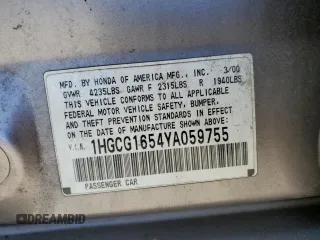 MFD. BY HONDA OF AMERICA MFG., INC. 3/00
GVWR 4235LBS GAWR F 2315LBS R 1940LBS
THIS VEHICLE CONFORMS TO ALL APPLICABLE
FEDERAL MOTOR VEHICLE SAFETY, BUMPER,
AND THEFT PREVENTION STANDARDS IN EFFECT
ON THE DATE OF MANUFACTURE SHOWN ABOVE.
V.I.N. 1HGCG1654YA059755
PASSENGER CAR
DREAMBID